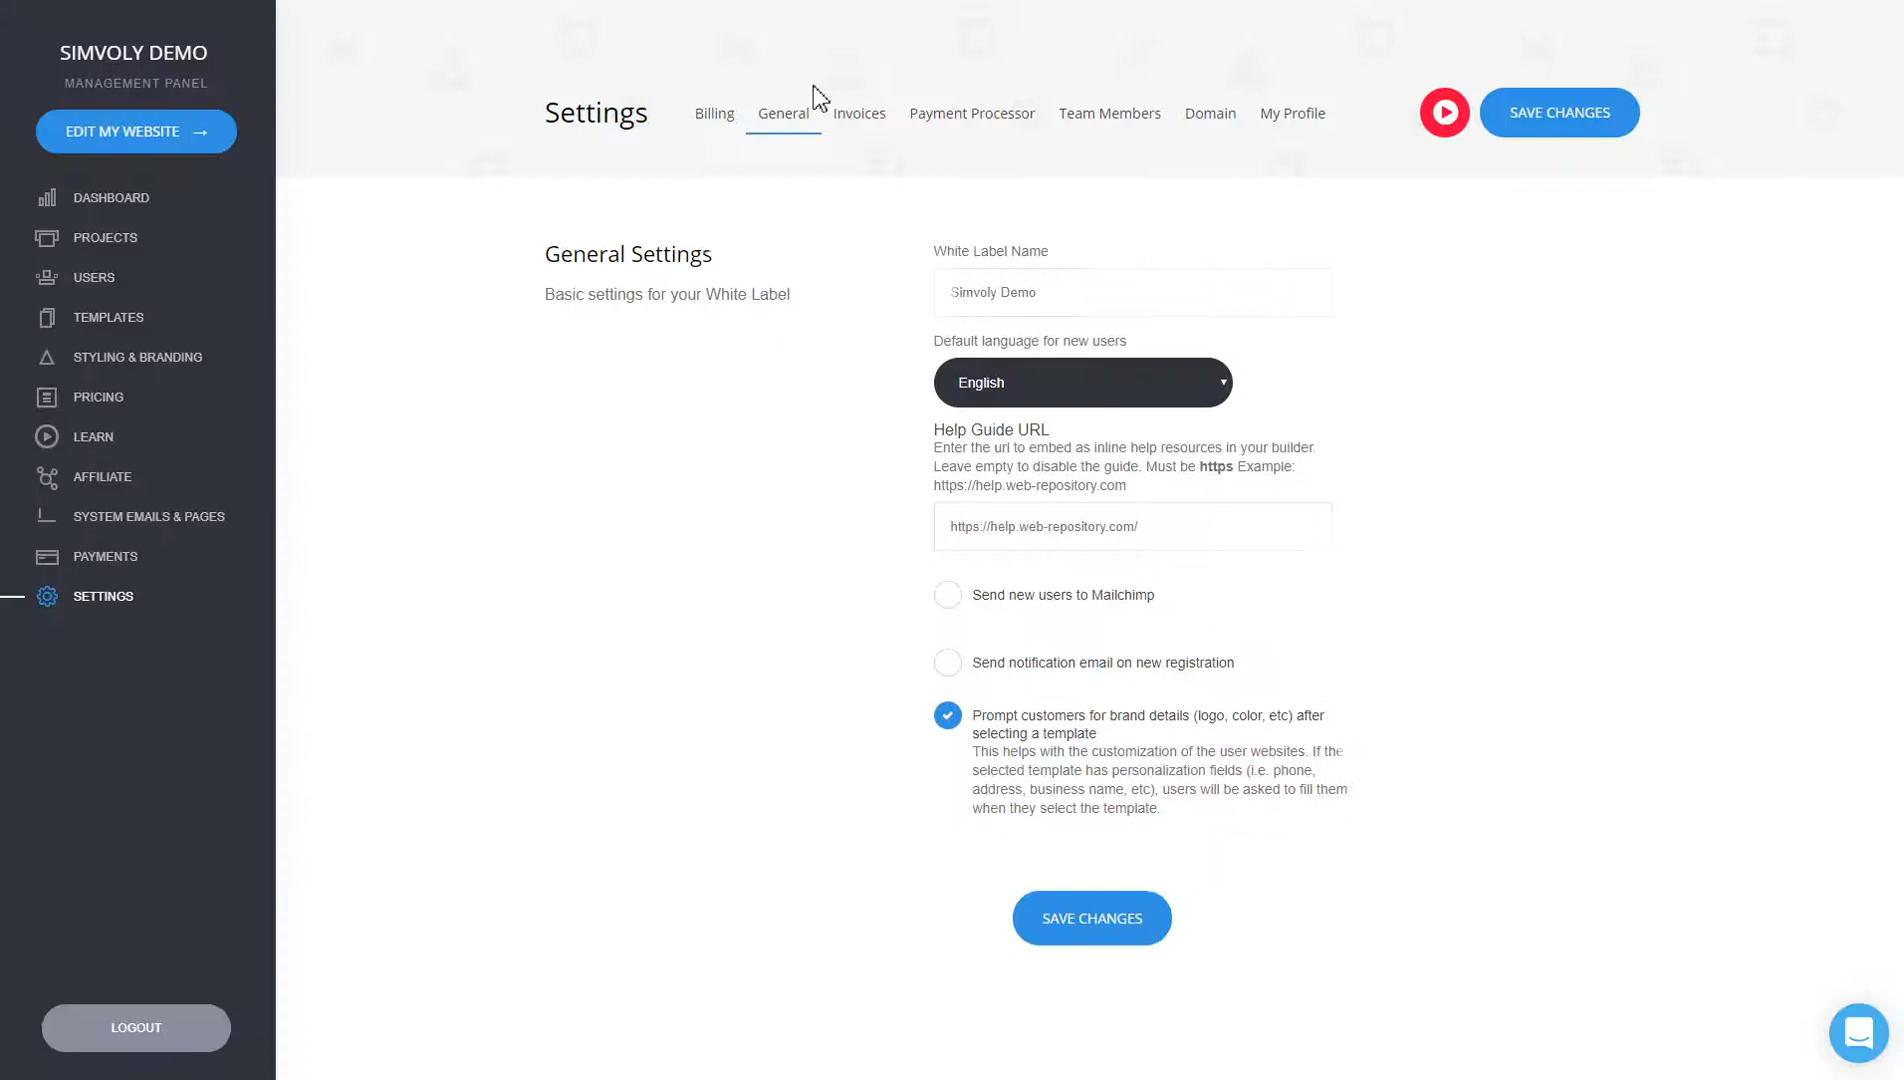 SIMVOLY DEMO
MANAGEMENT PANEL
EDIT MY WEBSITE →
DASHBOARD
PROJECTS
USERS
TEMPLATES
STYLING & BRANDING
PRICING
LEARN
AFFILIATE
SYSTEM EMAILS & PAGES
PAYMENTS
SETTINGS
LOGOUT
Settings
Billing
General
Invoices
Payment Processor
Team Members
Domain
My Profile
SAVE CHANGES
General Settings
Basic settings for your White Label
White Label Name
Simvoly Demo
Default language for new users
English
Help Guide URL
Enter the url to embed as inline help resources in your builder.
Leave empty to disable the guide. Must be https Example:
https://help.web-repository.com
https://help.web-repository.com/
Send new users to Mailchimp
Send notification email on new registration
Prompt customers for brand details (logo, color, etc) after
selecting a template
This helps with the customization of the user websites. If the
selected template has personalization fields (i.e. phone,
address, business name, etc), users will be asked to fill them
when they select the template.
SAVE CHANGES